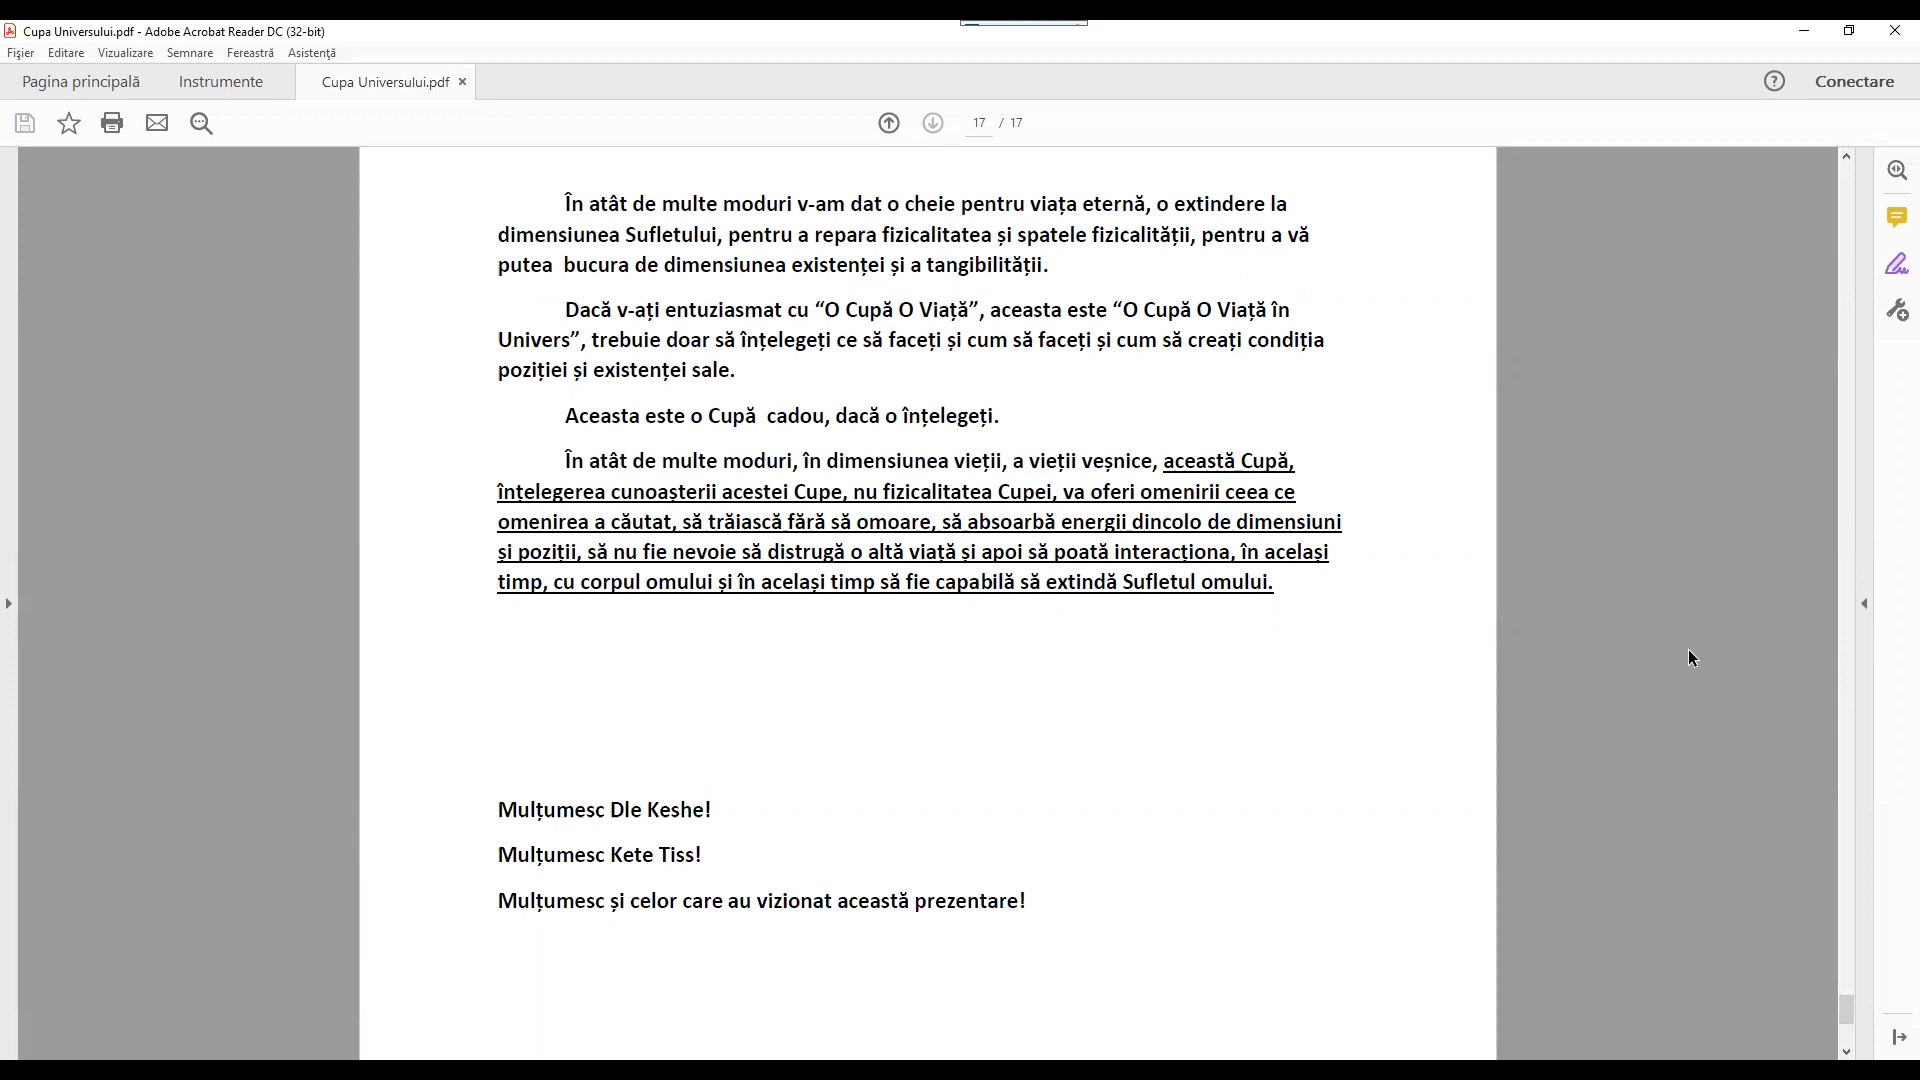 Cupa Universului.pdf - Adobe Acrobat Reader DC (32-bit)
Fișier Editare Vizualizare Semnare Fereastră Asistență
Pagina principală Instrumente Cupa Universului.pdf × Conectare
17 / 17
În atât de multe moduri v-am dat o cheie pentru viața eternă, o extindere la
dimensiunea Sufletului, pentru a repara fizicalitatea și spatele fizicalității, pentru a vă
putea bucura de dimensiunea existenței și a tangibilității.
Dacă v-ați entuziasmat cu “O Cupă O Viață”, aceasta este “O Cupă O Viață în
Univers”, trebuie doar să înțelegeți ce să faceți și cum să faceți și cum să creați condiția
poziției și existenței sale.
Aceasta este o Cupă cadou, dacă o înțelegeți.
În atât de multe moduri, în dimensiunea vieții, a vieții veșnice, această Cupă,
înțelegerea cunoașterii acestei Cupe, nu fizicalitatea Cupei, va oferi omenirii ceea ce
omenirea a căutat, să trăiască fără să omoare, să absoarbă energii dincolo de dimensiuni
și poziții, să nu fie nevoie să distrugă o altă viață și apoi să poată interacționa, în același
timp, cu corpul omului și în același timp să fie capabilă să extindă Sufletul omului.
Mulțumesc Dle Keshe!
Mulțumesc Kete Tiss!
Mulțumesc și celor care au vizionat această prezentare!